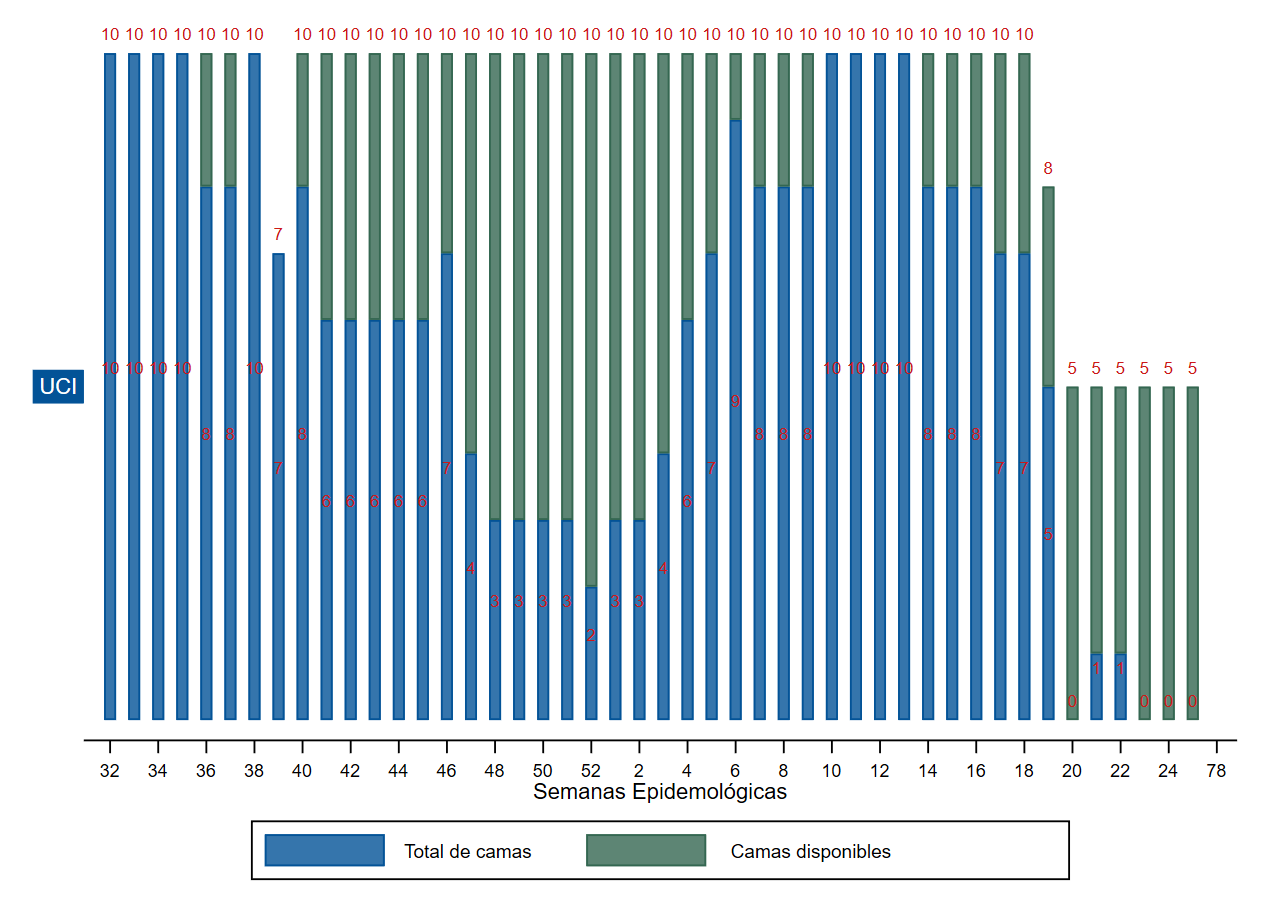 10 10 10 10 10 10 10 10 10 10 10 10 10 10 10 10 10 10 10 10 10 10 10 10 10 10 10 10 10 10 10 10 10 10 10 10 10 10
8
7
10 10 10 10 10 10 10 10 10 5 5 5 5 5 5
UCI
9
8 8 8 8 8 8 8 8 8
7 7 7 7 7
6 6 6 6 6 6
5
4 4
3 3 3 3 3 3
2
1 1
0 0 0 0
32 34 36 38 40 42 44 46 48 50 52 2 4 6 8 10 12 14 16 18 20 22 24 78
Semanas Epidemológicas
Total de camas Camas disponibles